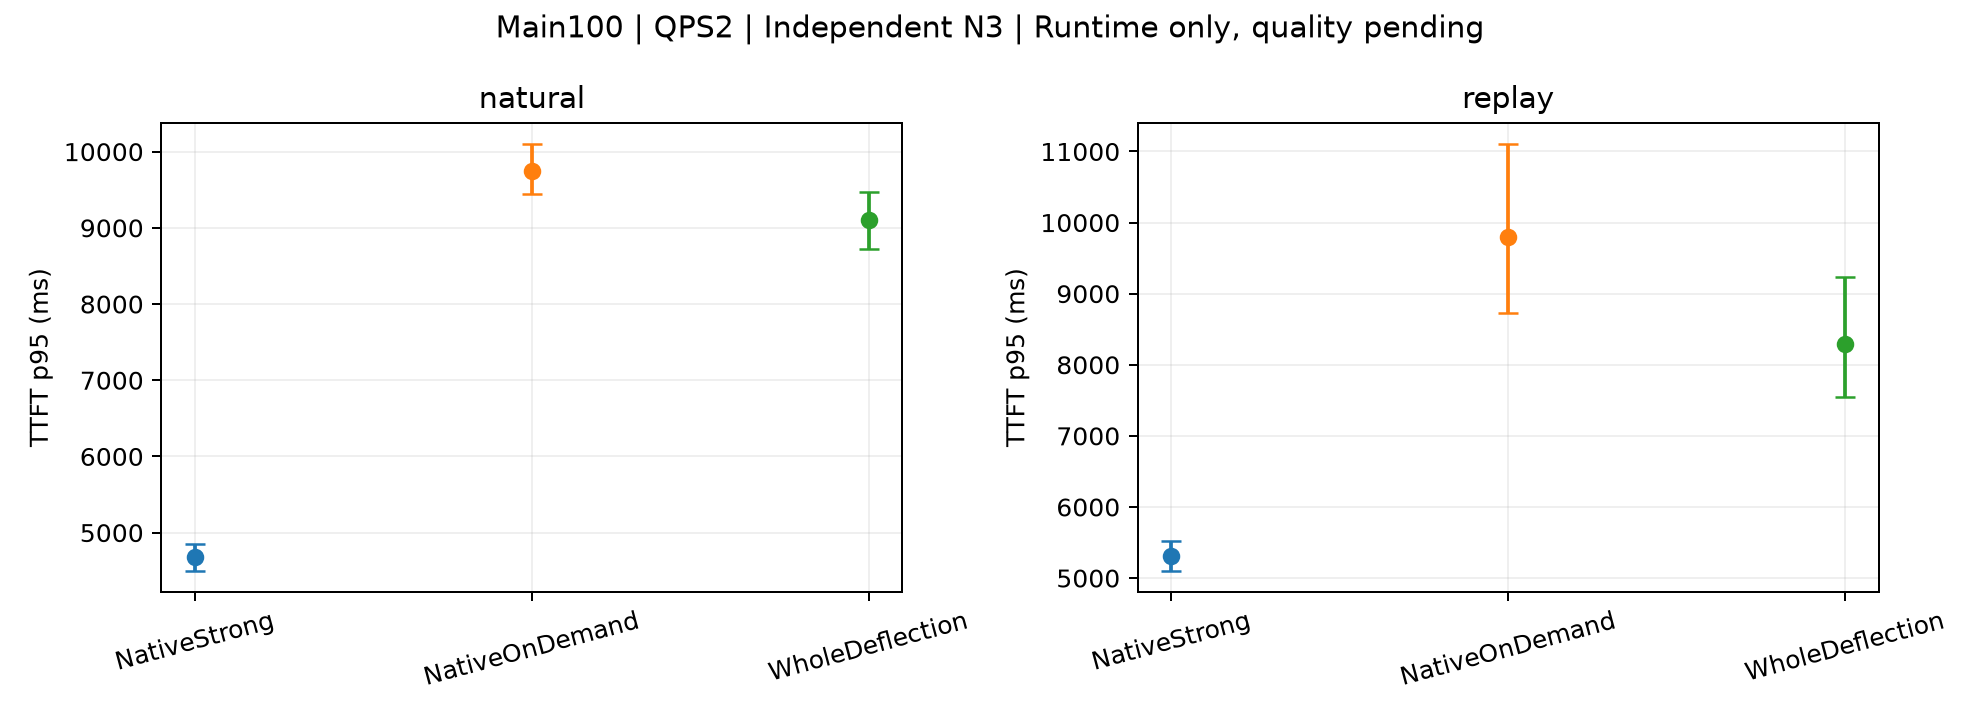 Main100 | QPS2 | Independent N3 | Runtime only, quality pending
natural
TTFT p95 (ms)
10000
9000
8000
7000
6000
5000
NativeStrong
NativeOnDemand
WholeDeflection
replay
TTFT p95 (ms)
11000
10000
9000
8000
7000
6000
5000
NativeStrong
NativeOnDemand
WholeDeflection